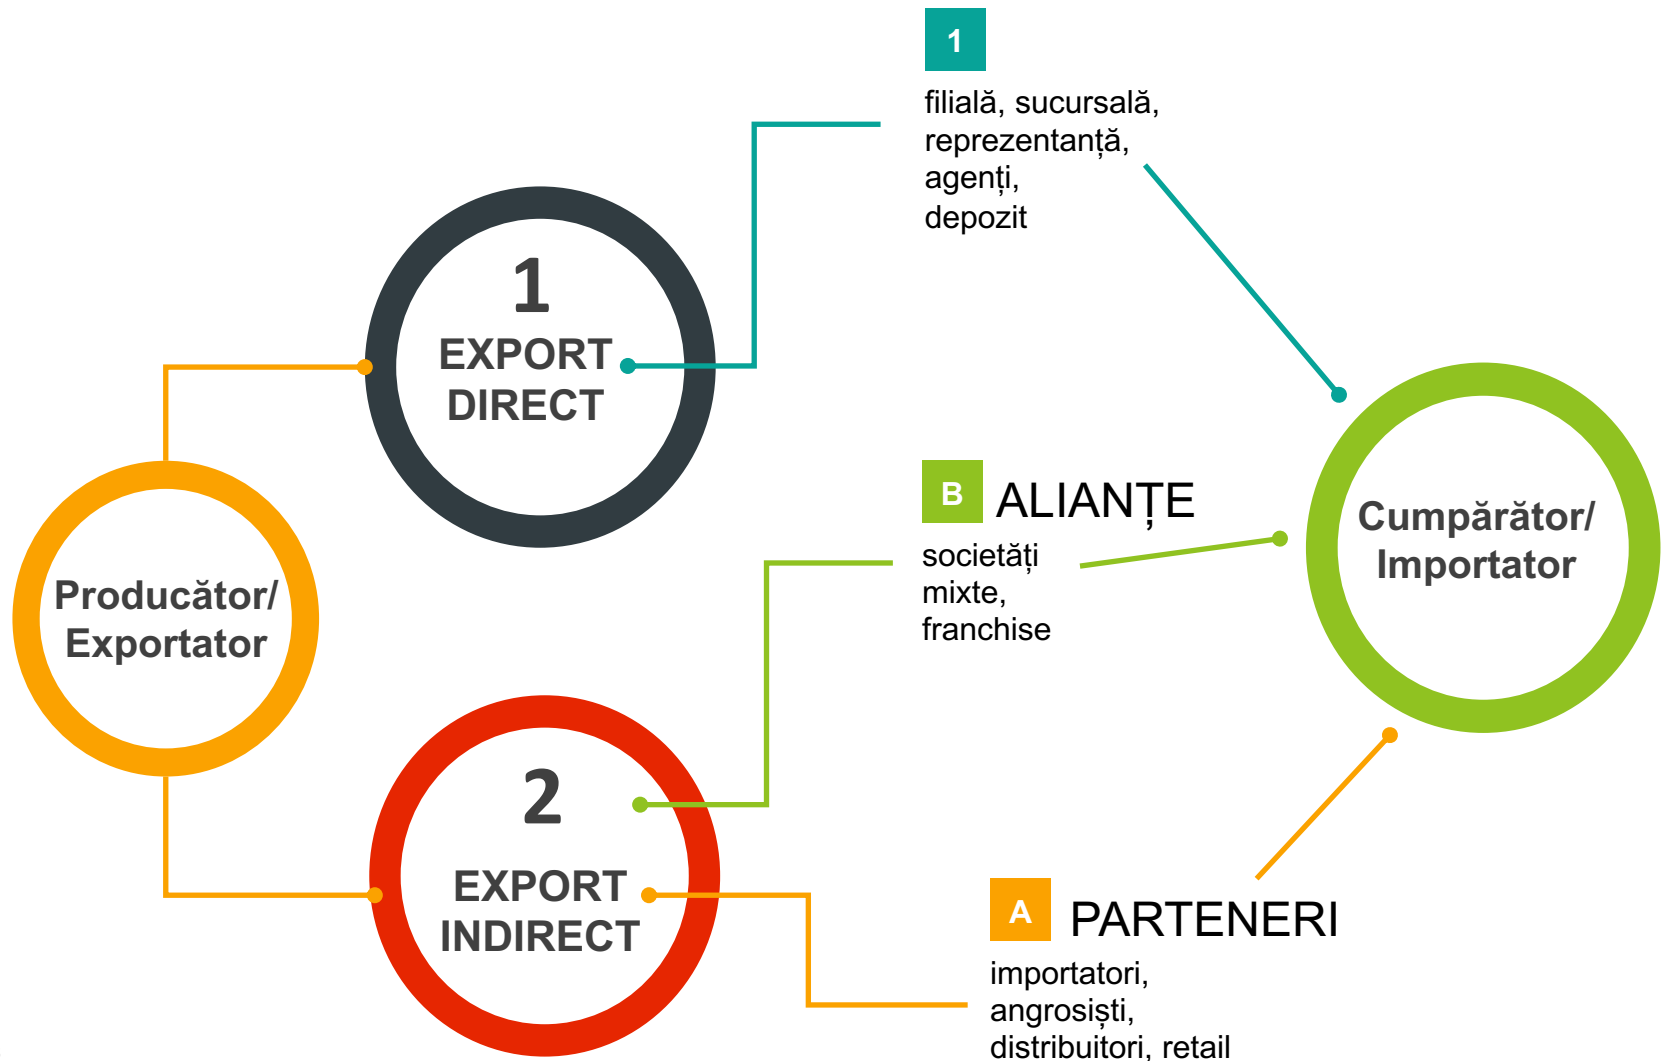 1
filială, sucursală,
reprezentanță,
agenți,
depozit
1
EXPORT
DIRECT
B ALIANȚE
societăți
mixte,
franchise
Cumpărător/
Importator
Producător/
Exportator
2
EXPORT
INDIRECT
A PARTENERI
importatori,
angrosiști,
distribuitori, retail